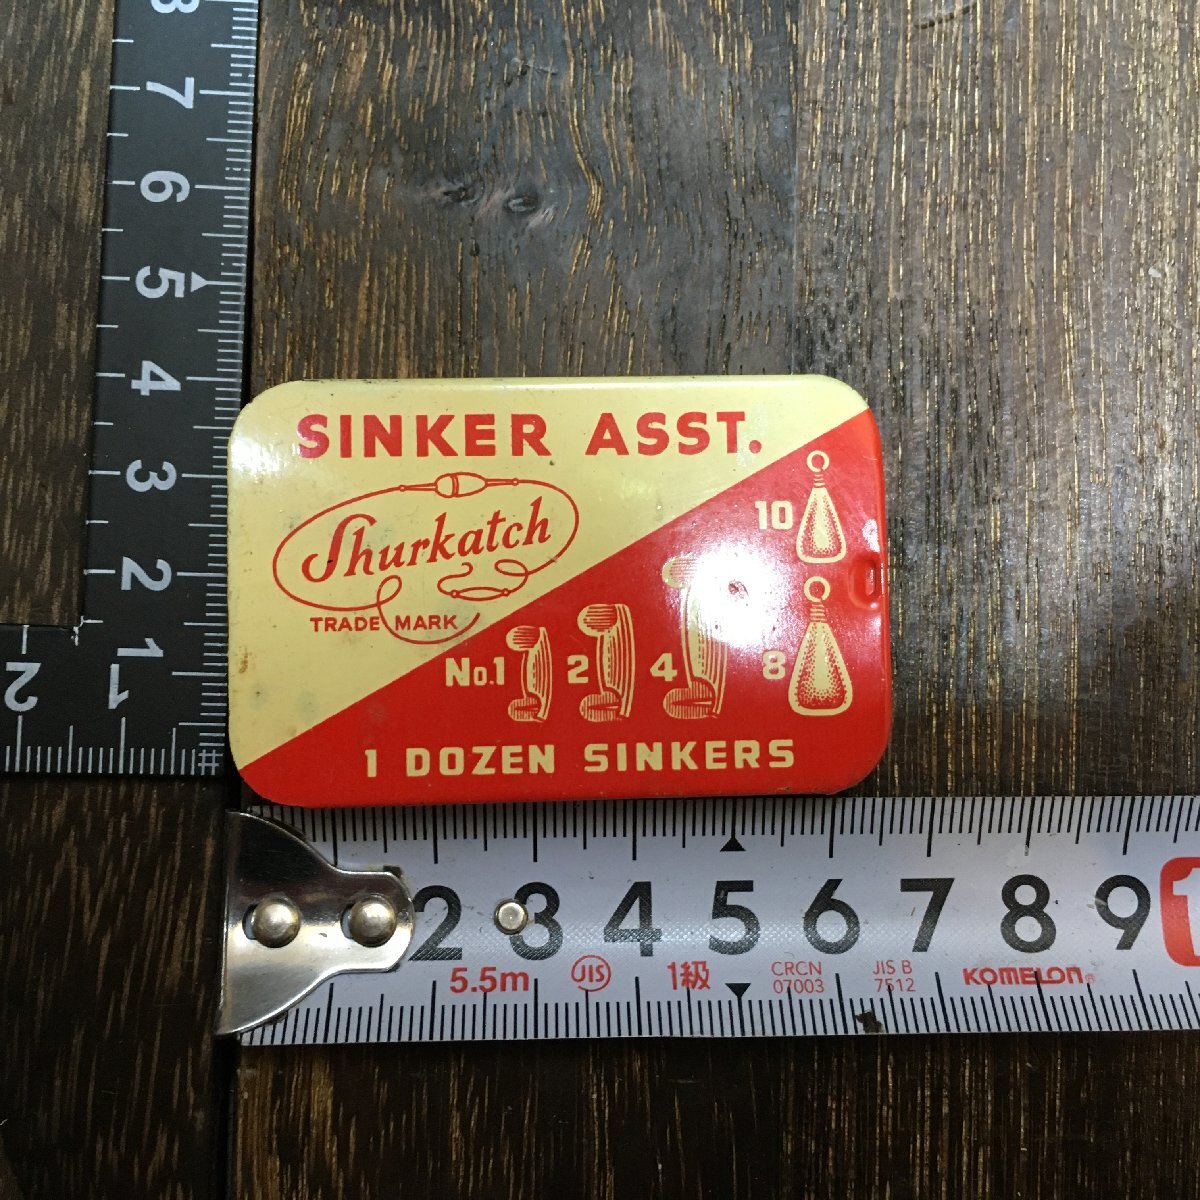 SINKER ASST.
Shurkatch
TRADE MARK
10
No.1 2 4 8
1 DOZEN SINKERS
8
7
6
5
4
3
2
1
2 1
2 3 4 5 6 7 8 9 1
5.5m JIS 1級 CRCN 07003 JIS B 7512 KOMELON®